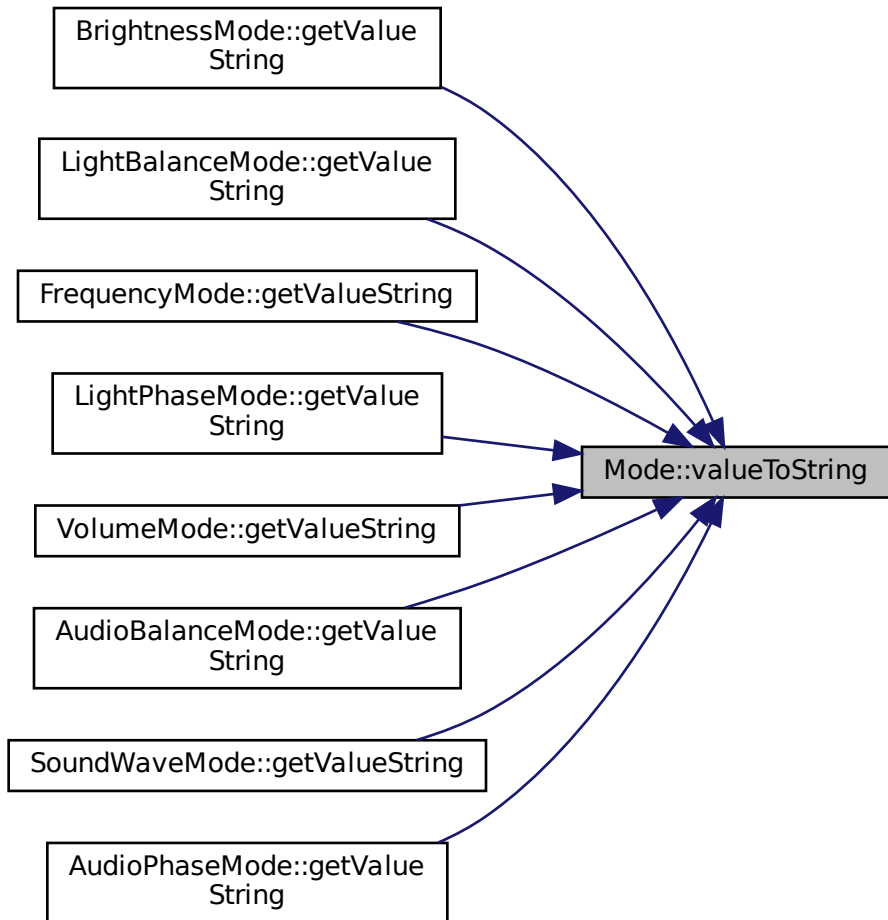 BrightnessMode::getValue
String
LightBalanceMode::getValue
String
FrequencyMode::getValueString
LightPhaseMode::getValue
String
Mode::valueToString
VolumeMode::getValueString
AudioBalanceMode::getValue
String
SoundWaveMode::getValueString
AudioPhaseMode::getValue
String